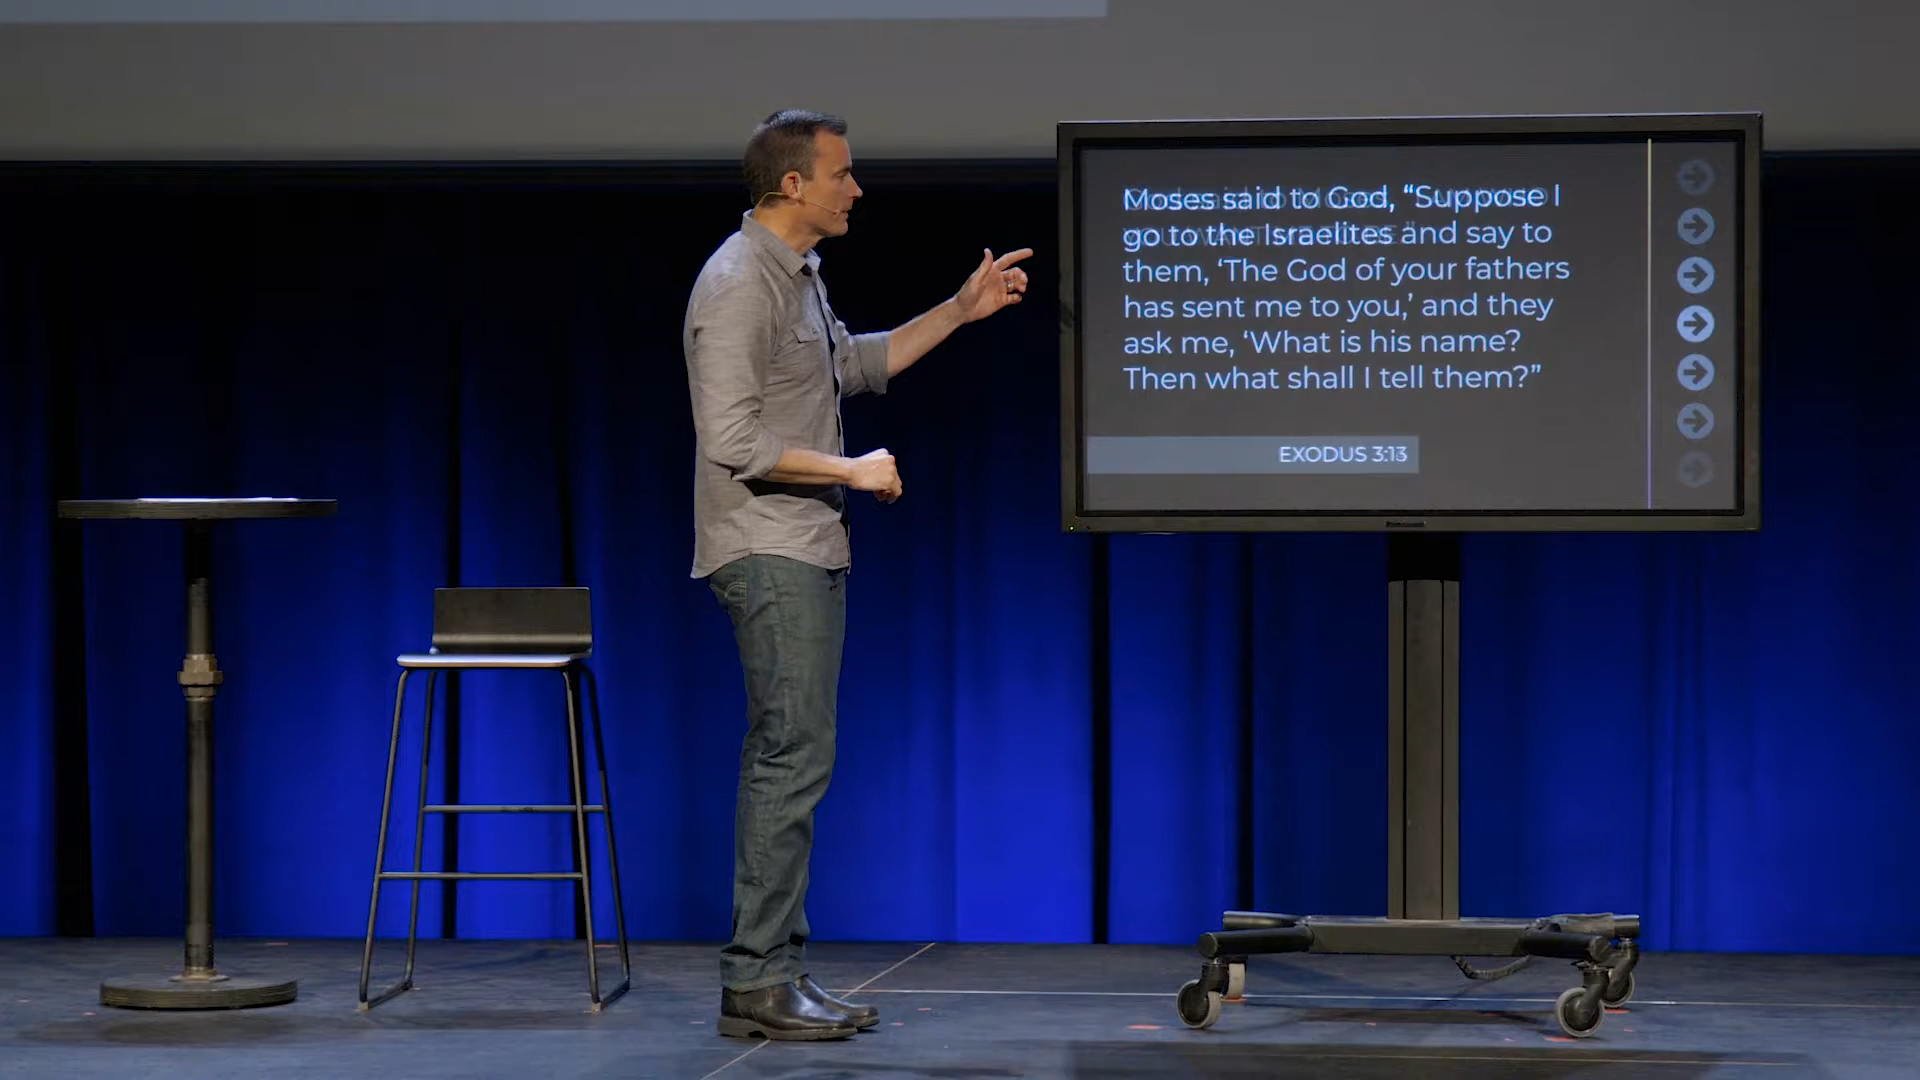 Moses said to God, “Suppose I
go to the Israelites and say to
them, ‘The God of your fathers
has sent me to you,’ and they
ask me, ‘What is his name?
Then what shall I tell them?”
EXODUS 3:13